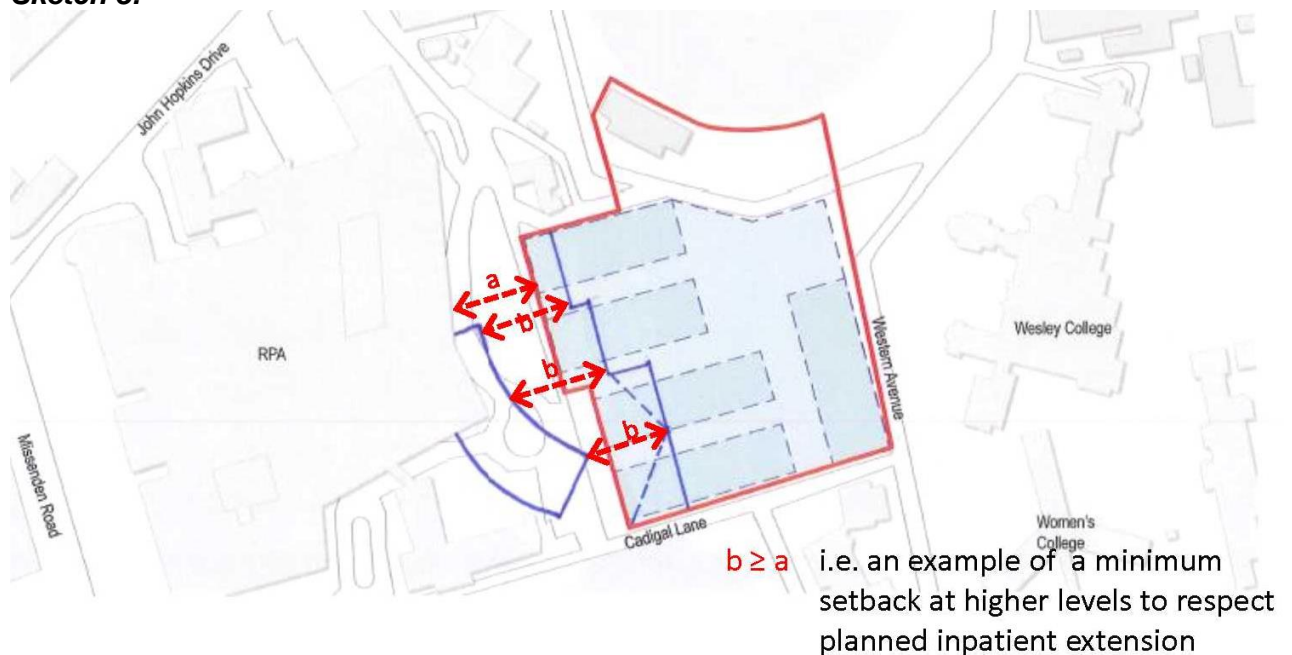 Sketch 3:
John Hopkins Drive
a
b
b
b
RPA
Missenden Road
Western Avenue
Wesley College
Cadigal Lane
Women's
College
b ≥ a i.e. an example of a minimum
setback at higher levels to respect
planned inpatient extension